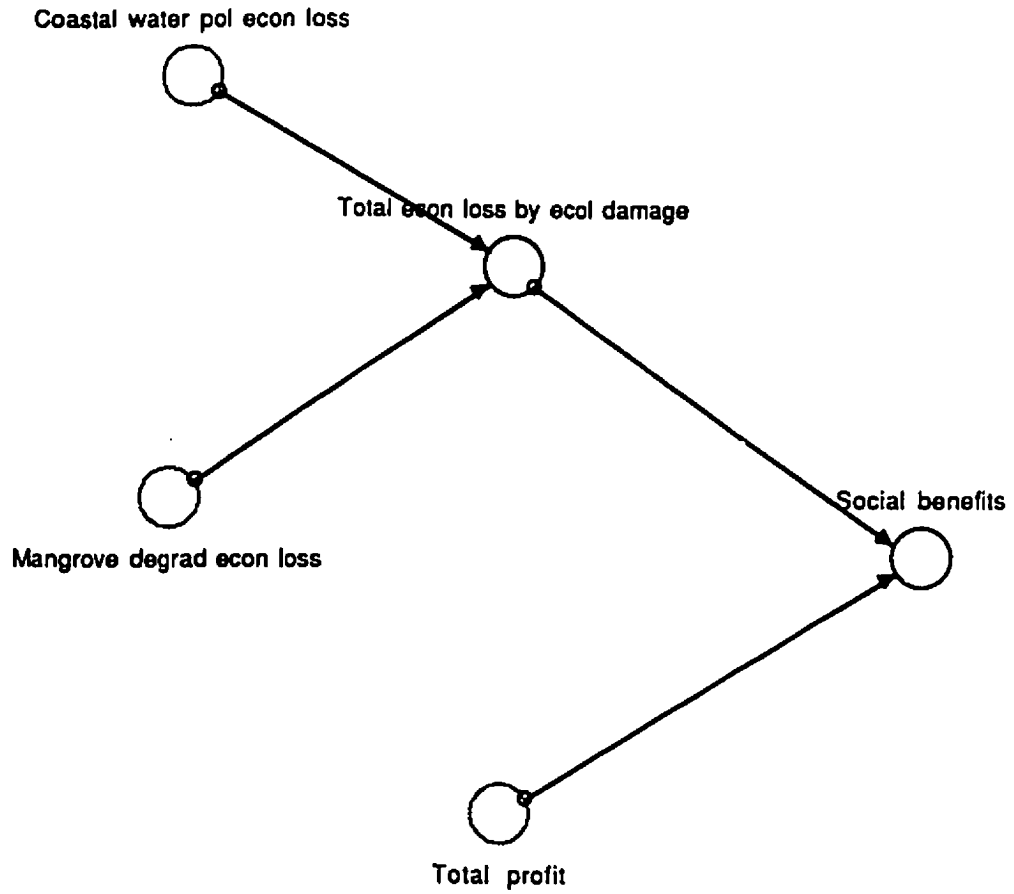 Coastal water pol econ loss
Total econ loss by ecol damage
Social benefits
Mangrove degrad econ loss
Total profit